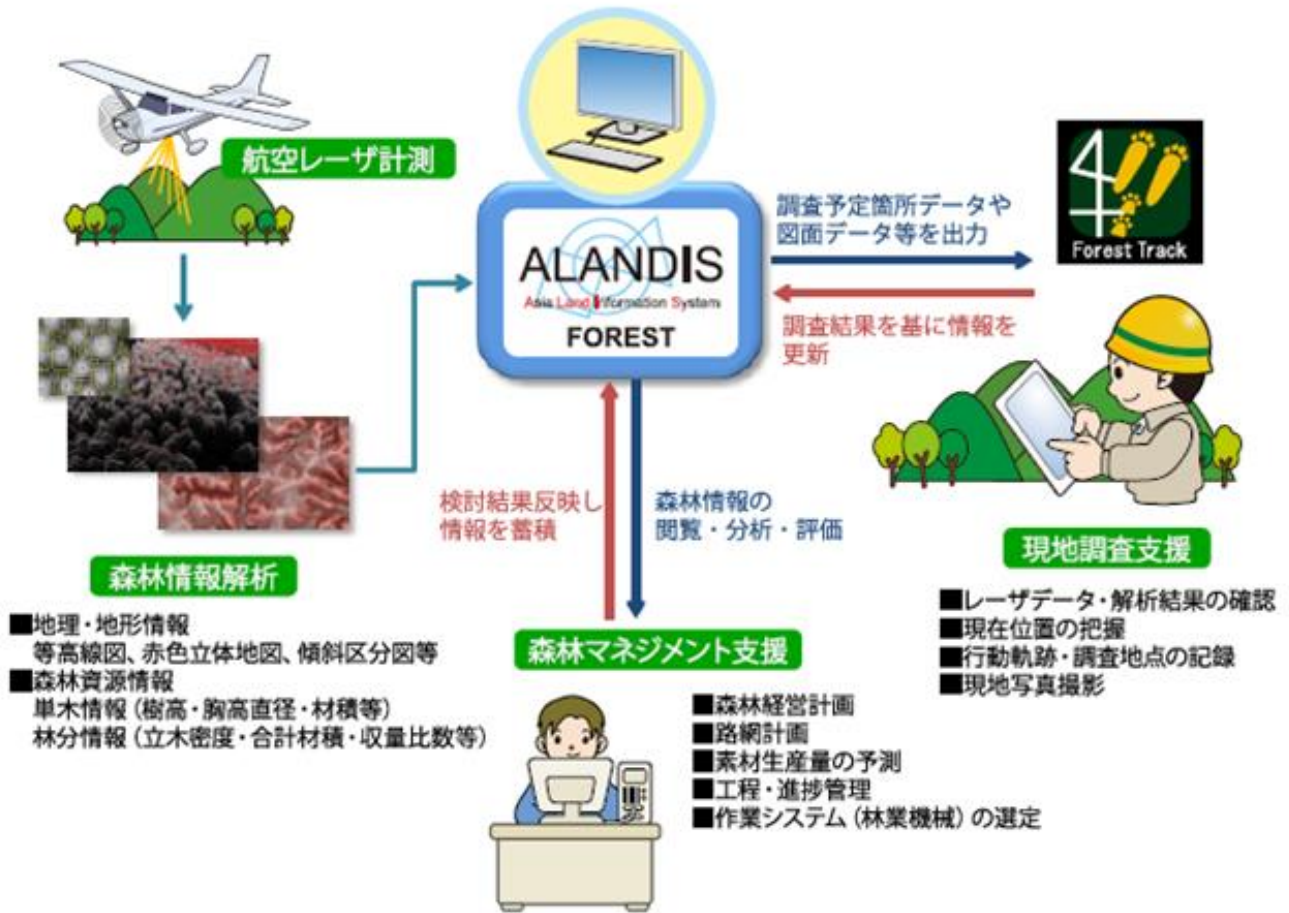 航空レーザ計測
ALANDIS
Asia Land Information System
FOREST
調査予定箇所データや
図面データ等を出力
4
Forest Track
調査結果を基に情報を
更新
検討結果反映し
情報を蓄積
森林情報の
閲覧・分析・評価
森林情報解析
■地理・地形情報
等高線図、赤色立体地図、傾斜区分図等
■森林資源情報
単木情報(樹高・胸高直径・材積等)
林分情報(立木密度・合計材積・収量比数等)
現地調査支援
■レーザデータ・解析結果の確認
■現在位置の把握
■行動軌跡・調査地点の記録
■現地写真撮影
森林マネジメント支援
■森林経営計画
■路網計画
■素材生産量の予測
■工程・進捗管理
■作業システム(林業機械)の選定